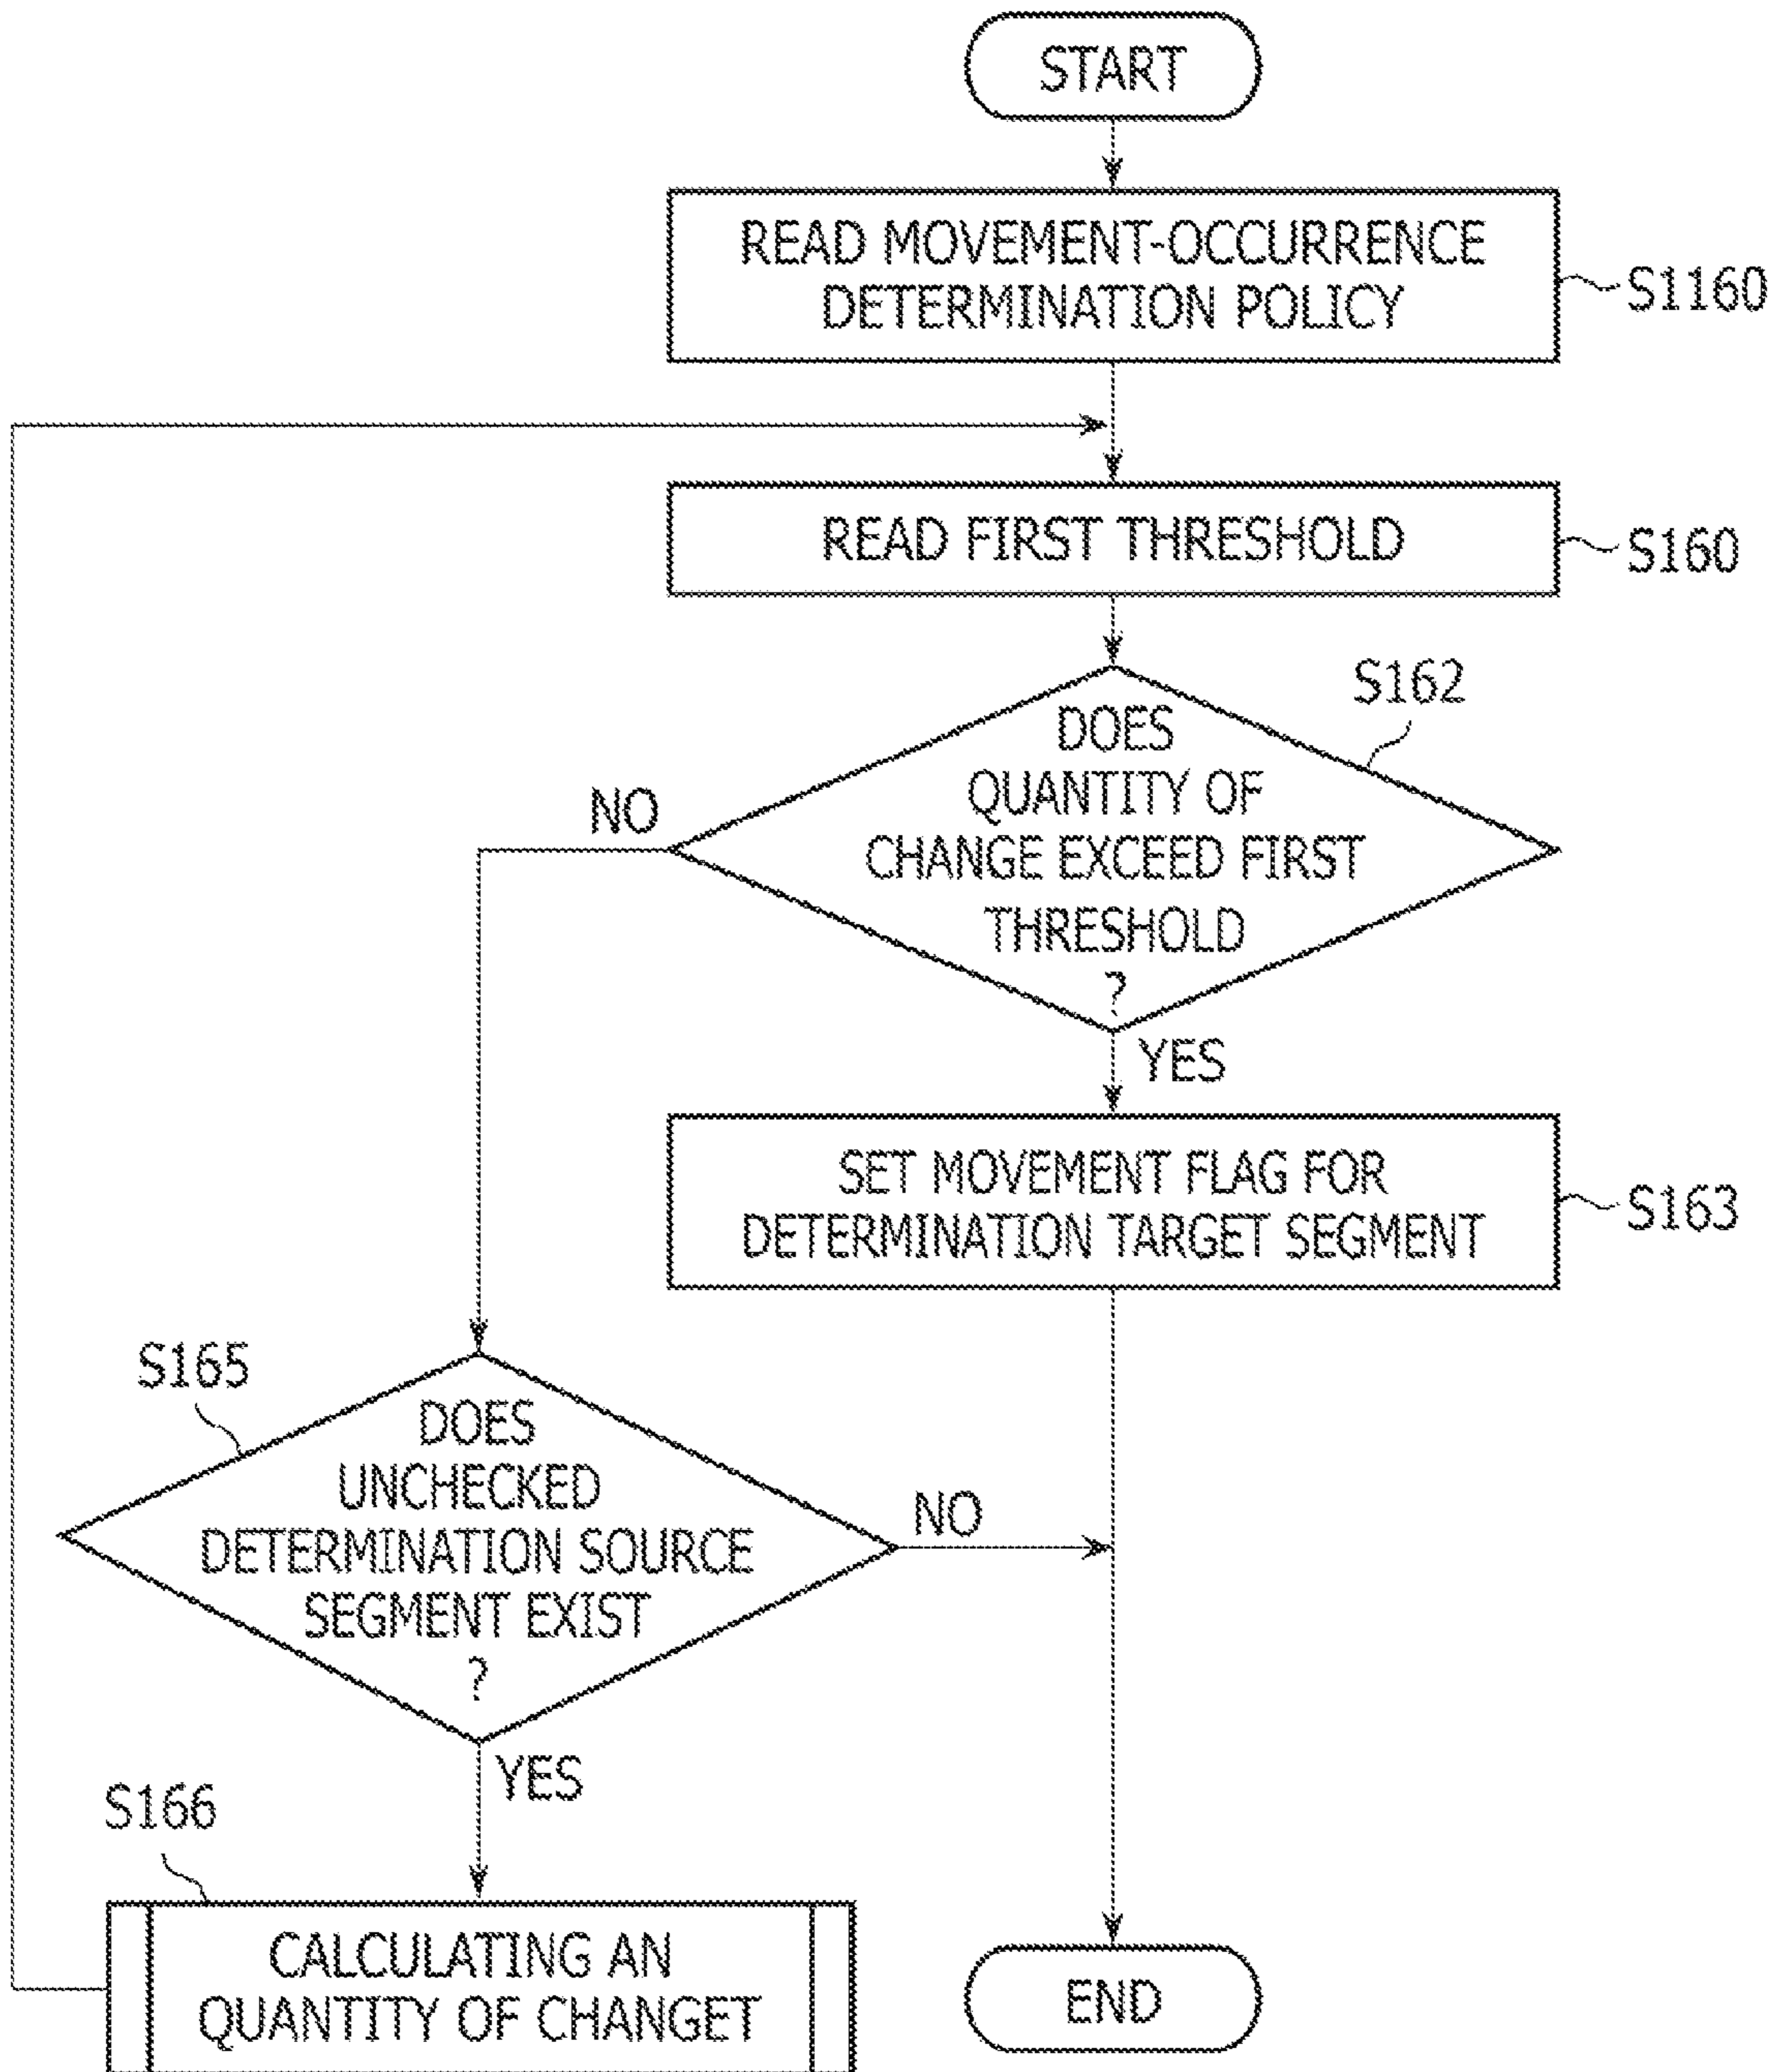 START
READ MOVEMENT-OCCURRENCE
DETERMINATION POLICY
S1160
READ FIRST THRESHOLD
S160
S162
DOES
QUANTITY OF
CHANGE EXCEED FIRST
THRESHOLD
?
NO
YES
SET MOVEMENT FLAG FOR
DETERMINATION TARGET SEGMENT
S163
S165
DOES
UNCHECKED
DETERMINATION SOURCE
SEGMENT EXIST
?
NO
YES
S166
CALCULATING AN
QUANTITY OF CHANGET
END